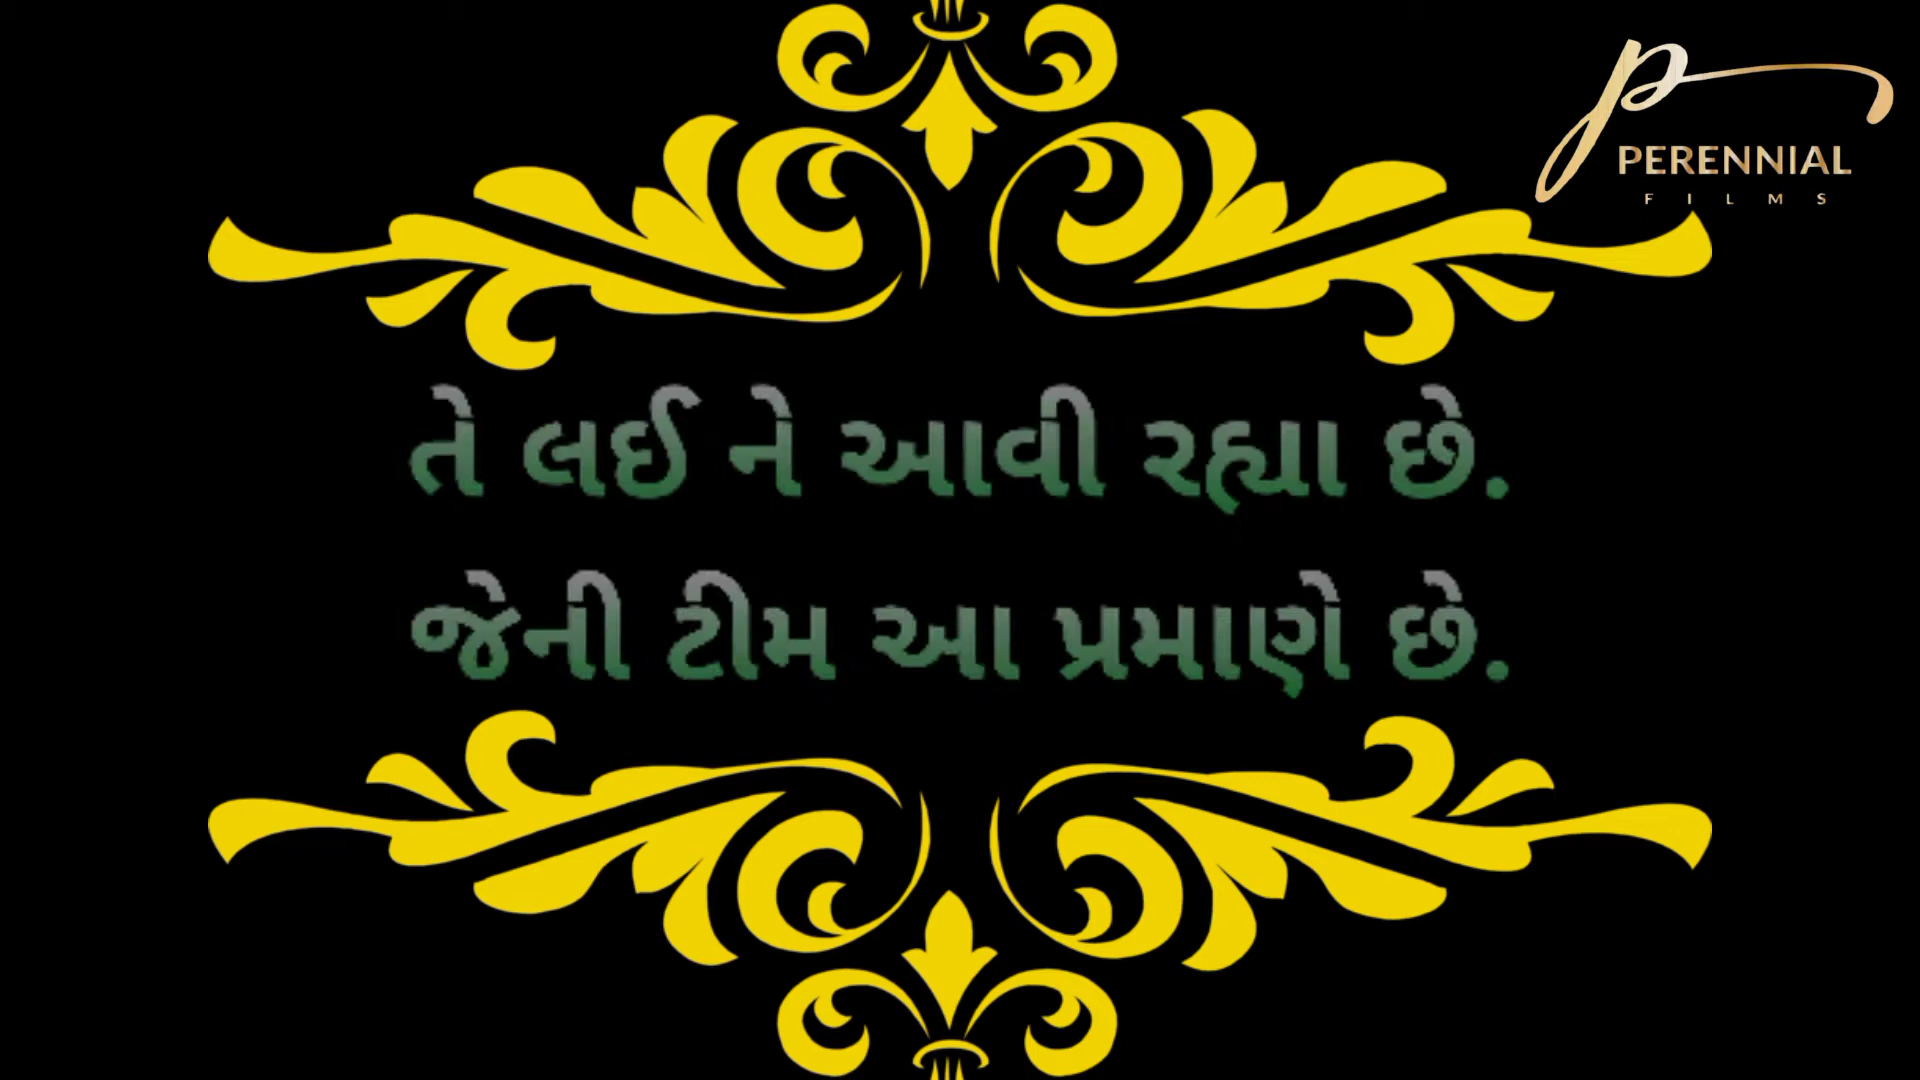 PERENNIAL
FILMS
તે લઈ ને આવી રહ્યા છે.
જેની ટીમ આ પ્રમાણે છે.